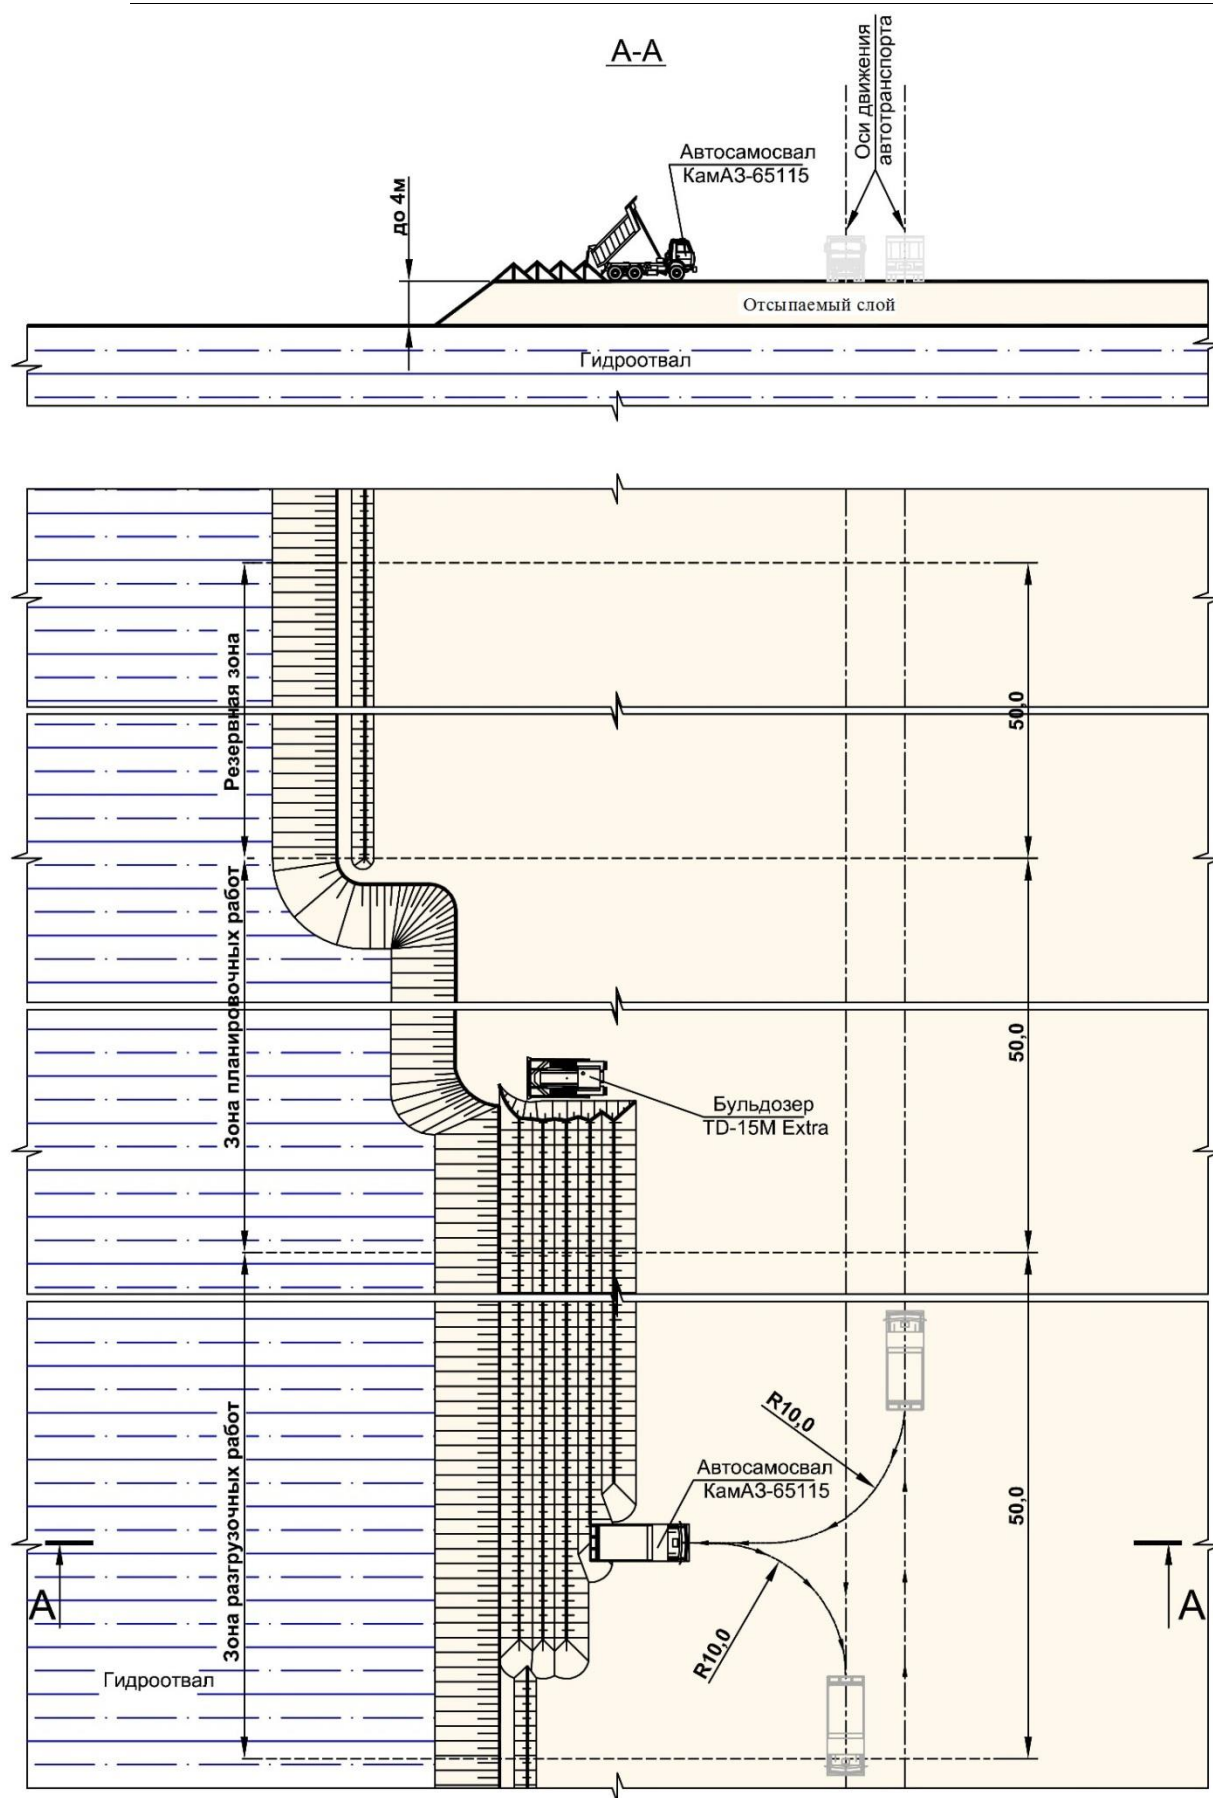 А-А
Оси движения
автотранспорта
Автосамосвал
КамАЗ-65115
до 4м
Отсыпаемый слой
Гидроотвал
Резервная зона
50,0
Зона планировочных работ
50,0
Бульдозер
TD-15M Extra
Зона разгрузочных работ
R10,0
Автосамосвал
КамАЗ-65115
50,0
А
А
R10,0
Гидроотвал